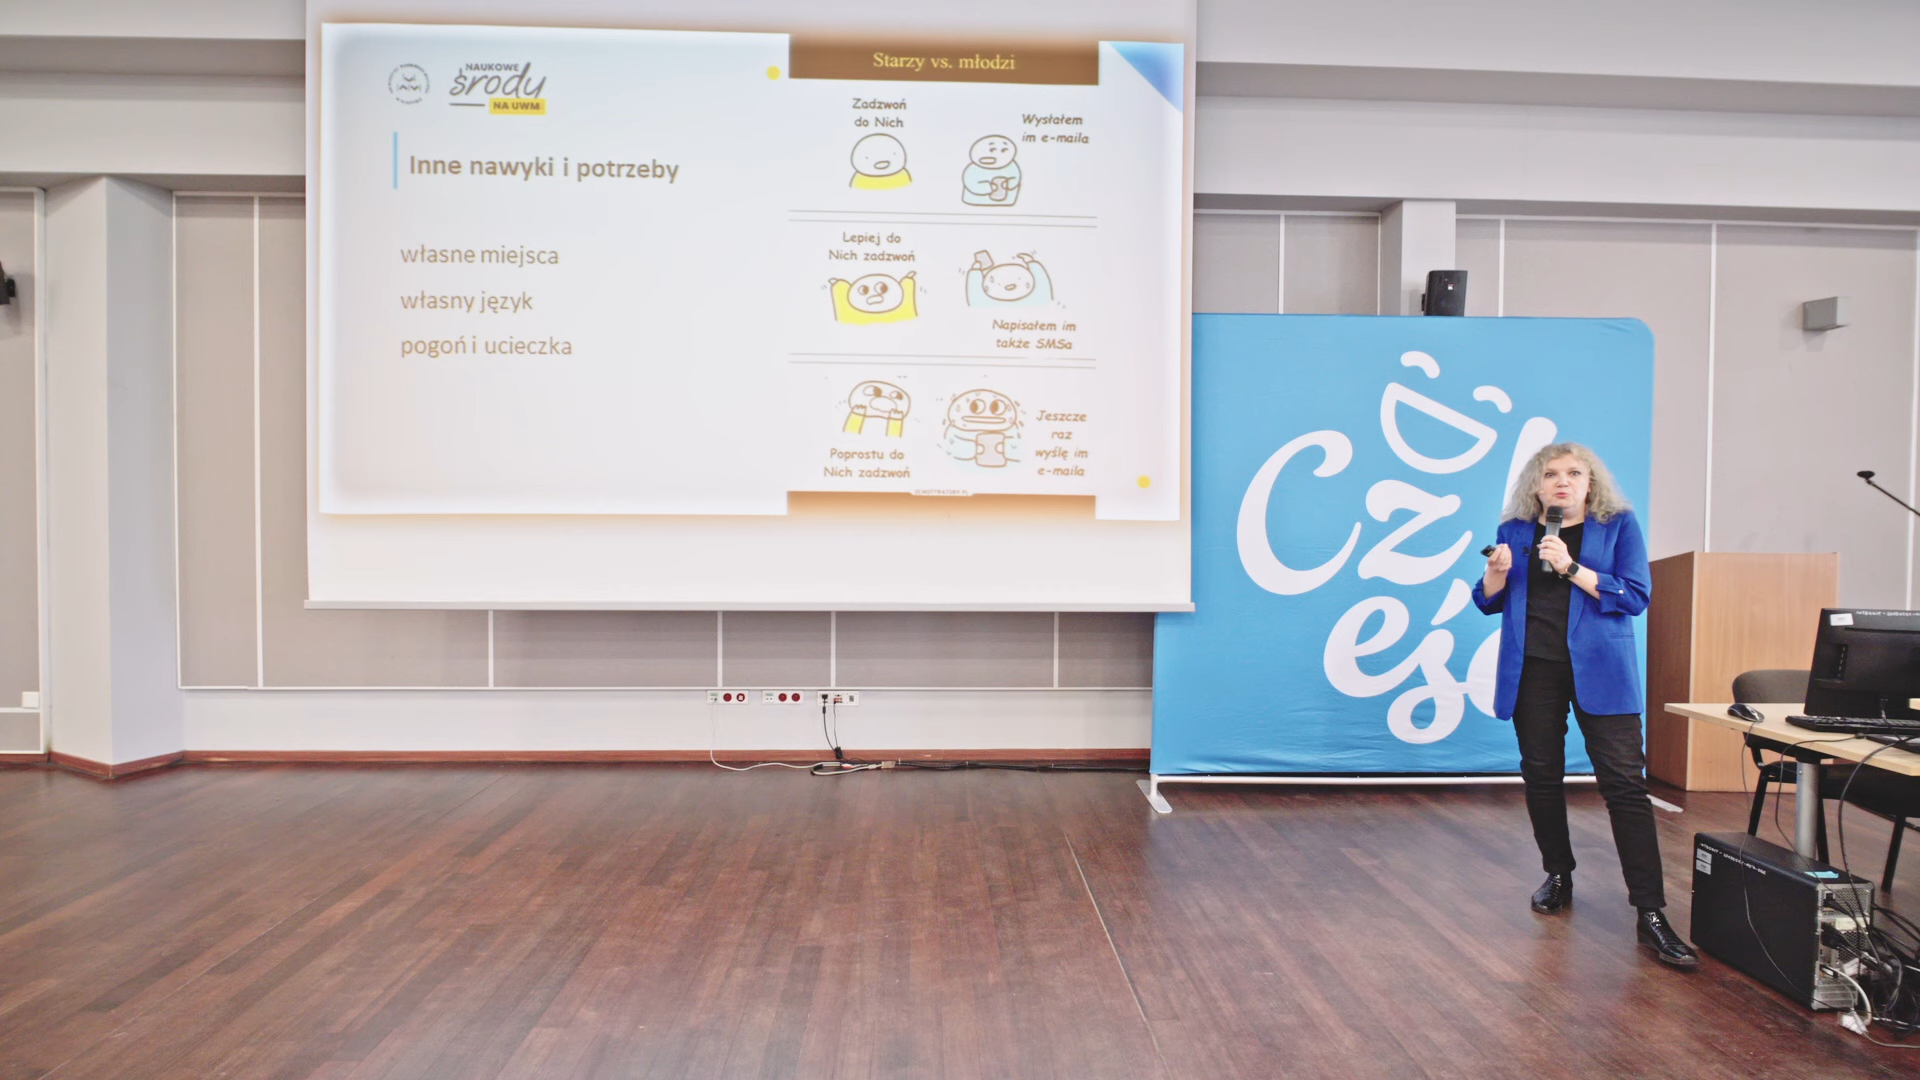 NAUKOWE
środy
NA UWM
Inne nawyki i potrzeby
własne miejsca
własny język
pogoń i ucieczka
Starzy vs. młodzi
Zadzwoń
do Nich
Wysłałem
im e-maila
Lepiej do
Nich zadzwoń
Napisałem im
także SMSa
Poprostu do
Nich zadzwoń
Jeszcze
raz
wyślę im
e-maila
Cz
eś